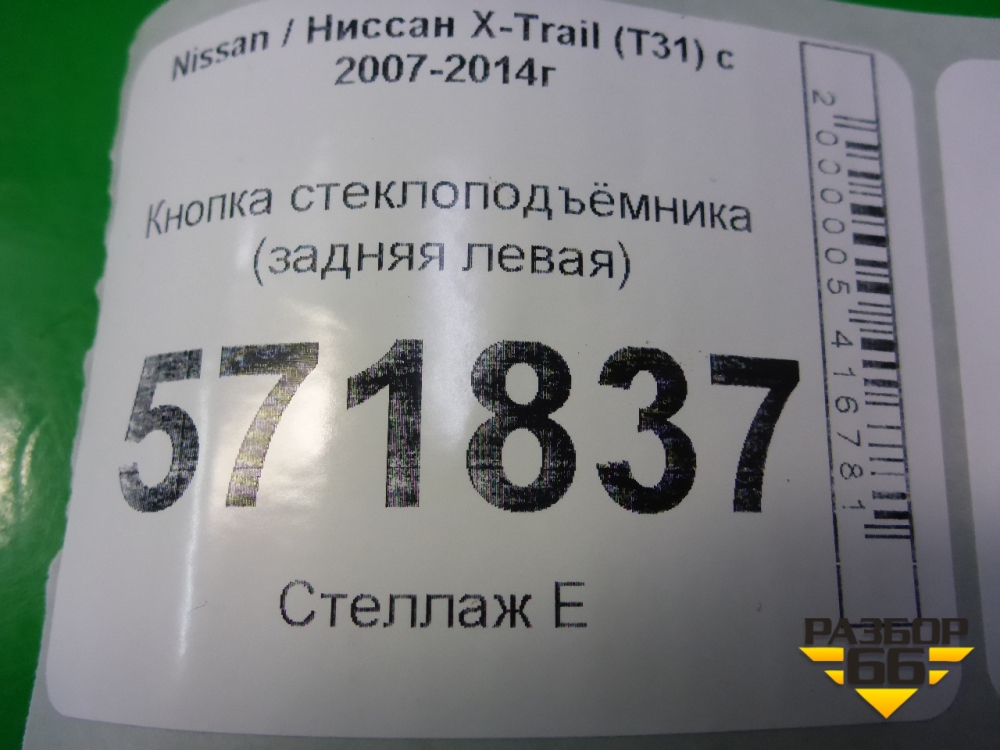 Nissan / Ниссан X-Trail (T31) с
2007-2014г
Кнопка стеклоподъёмника
(задняя левая)
571837
Стеллаж E
2000005416781
РАЗБОР
66